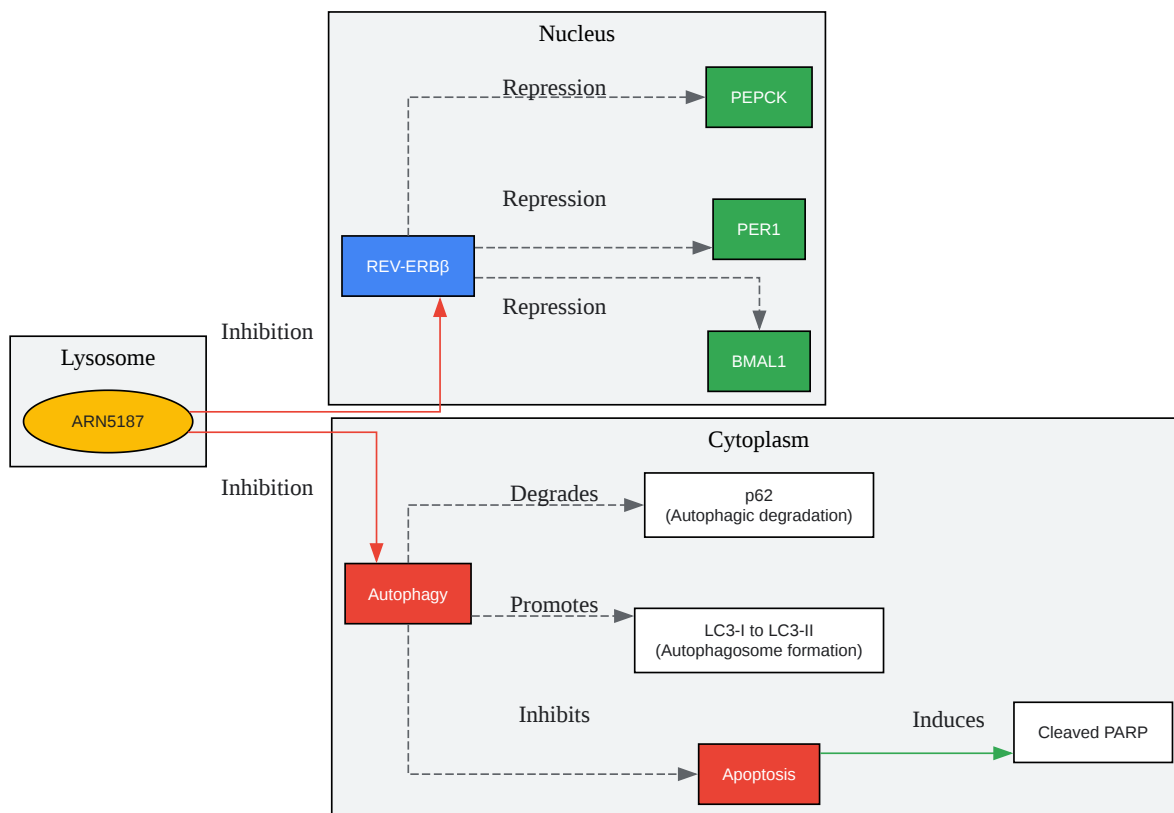 Nucleus
Repression
PEPCK
Repression
PER1
REV-ERBβ
Repression
Inhibition
BMAL1
Lysosome
ARN5187
Cytoplasm
Inhibition
Degrades
p62
(Autophagic degradation)
Autophagy
Promotes
LC3-I to LC3-II
(Autophagosome formation)
Inhibits
Induces
Cleaved PARP
Apoptosis